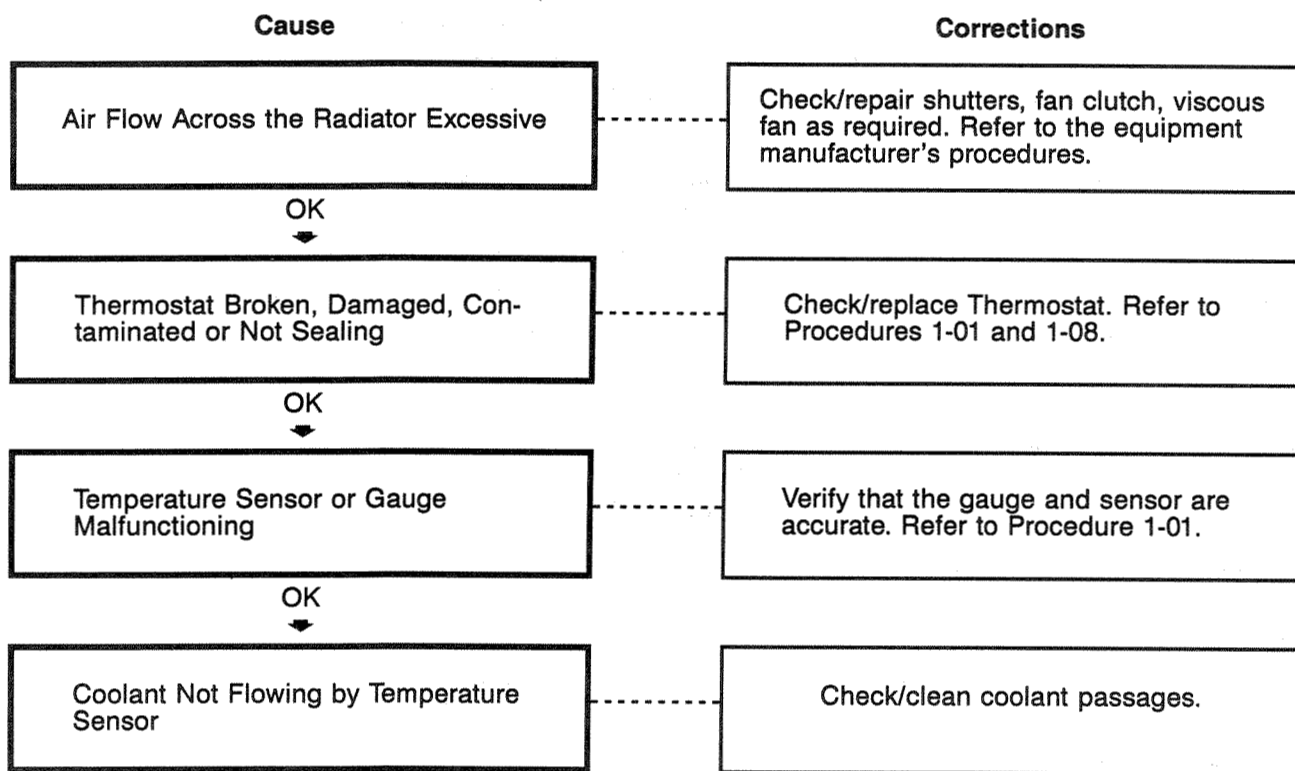 Cause
Corrections
Air Flow Across the Radiator Excessive
Check/repair shutters, fan clutch, viscous
fan as required. Refer to the equipment
manufacturer's procedures.
OK
Thermostat Broken, Damaged, Con-
taminated or Not Sealing
Check/replace Thermostat. Refer to
Procedures 1-01 and 1-08.
OK
Temperature Sensor or Gauge
Malfunctioning
Verify that the gauge and sensor are
accurate. Refer to Procedure 1-01.
OK
Coolant Not Flowing by Temperature
Sensor
Check/clean coolant passages.